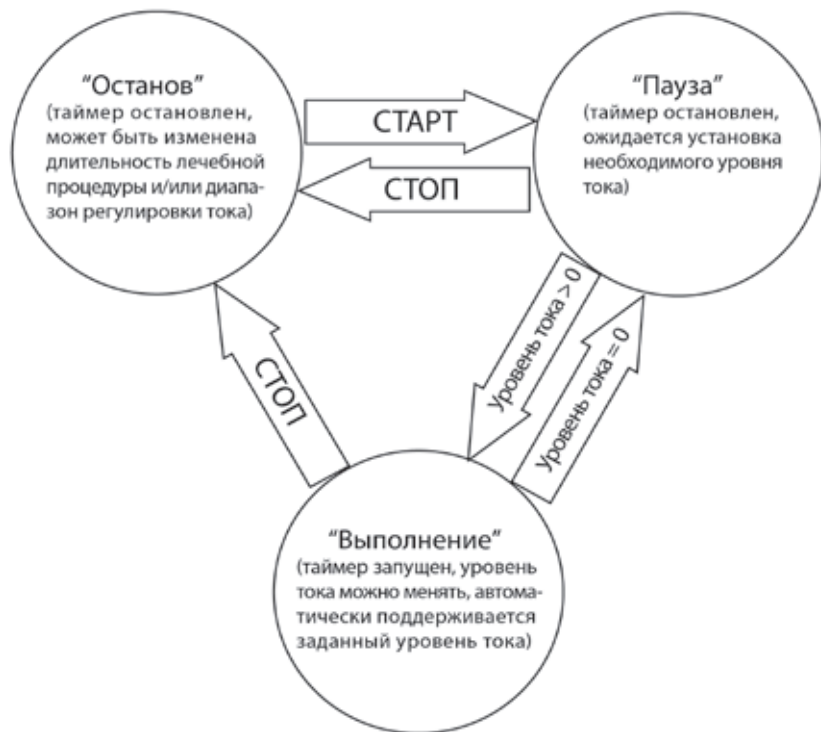 “Останов”
(таймер остановлен,
может быть изменена
длительность лечебной
процедуры и/или диапа-
зон регулировки тока)
СТАРТ
СТОП
“Пауза”
(таймер остановлен,
ожидается установка
необходимого уровня
тока)
СТОП
Уровень тока > 0
Уровень тока = 0
“Выполнение”
(таймер запущен, уровень
тока можно менять, автома-
тически поддерживается
заданный уровень тока)